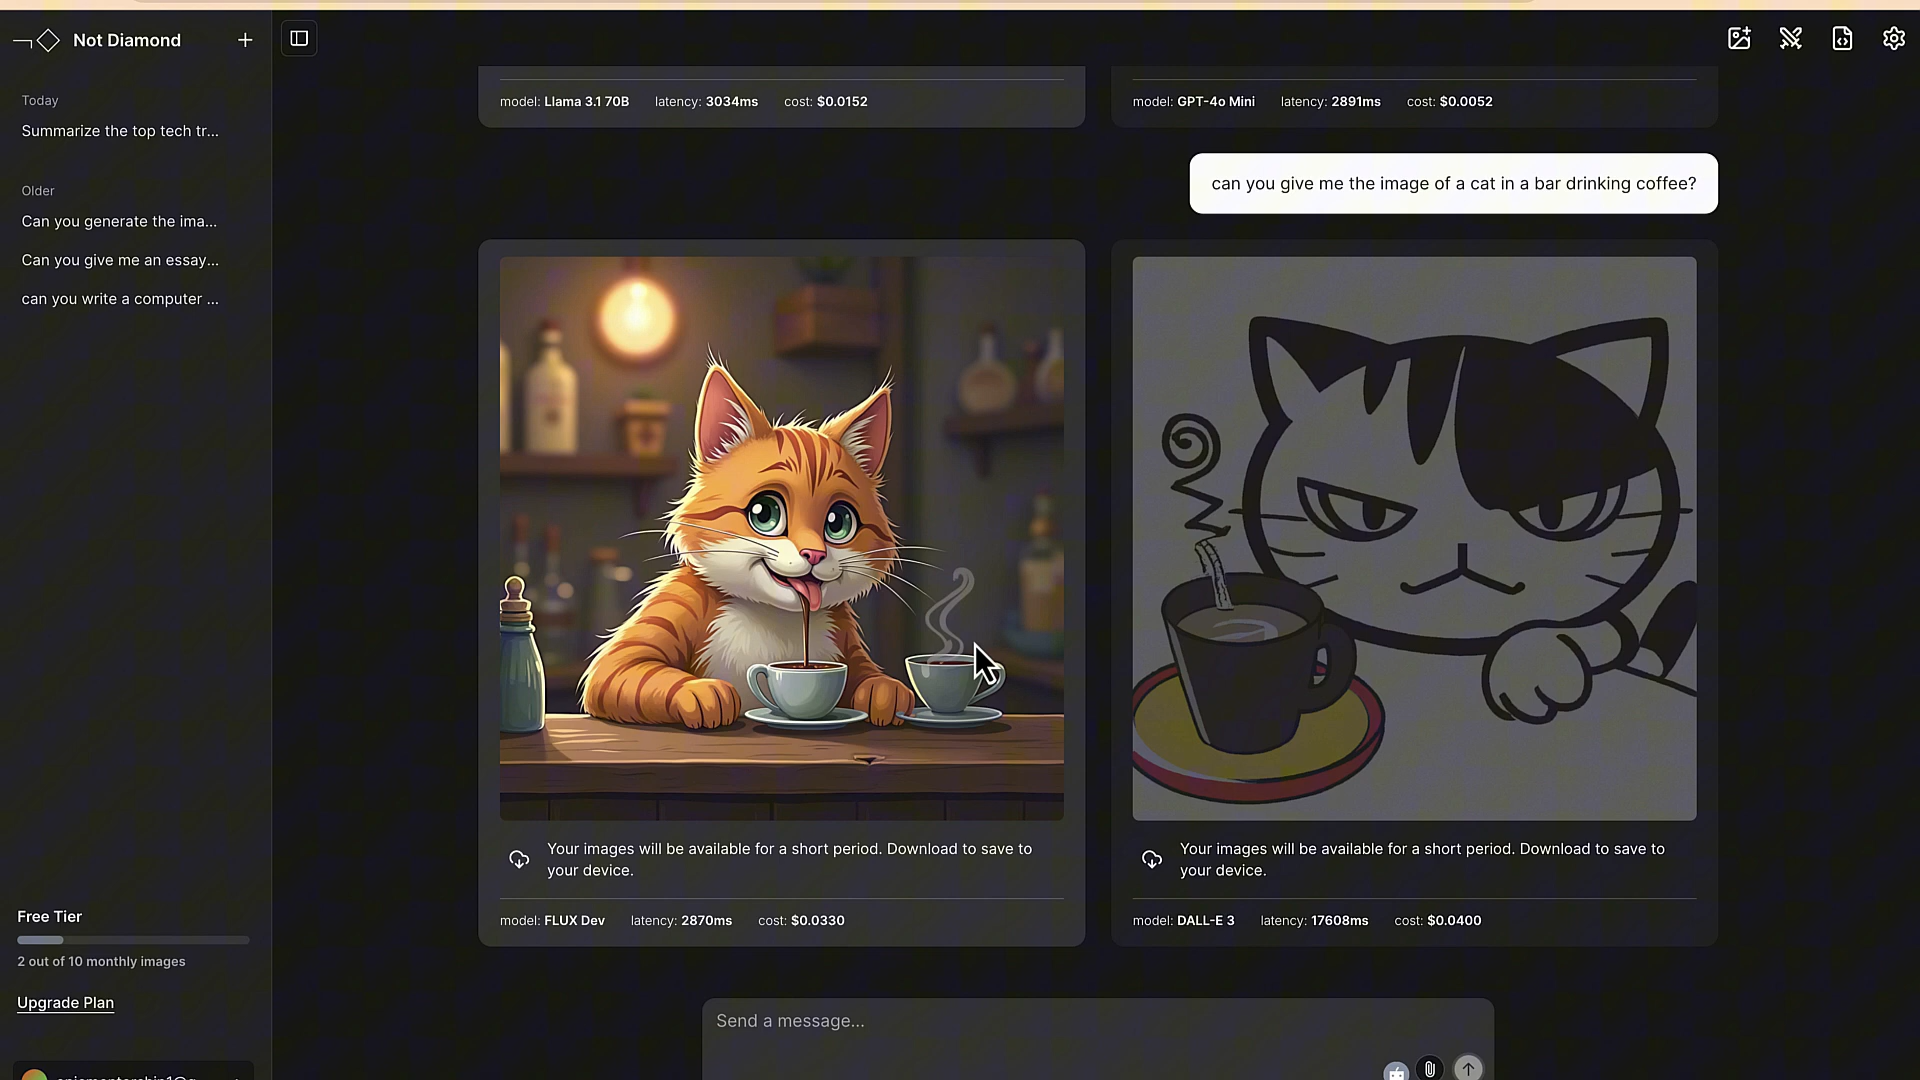 Not Diamond
Today
Summarize the top tech tr...
Older
Can you generate the ima...
Can you give me an essay...
can you write a computer ...
Free Tier
2 out of 10 monthly images
Upgrade Plan
model: Llama 3.1 70B latency: 3034ms cost: $0.0152
model: GPT-4o Mini latency: 2891ms cost: $0.0052
can you give me the image of a cat in a bar drinking coffee?
Your images will be available for a short period. Download to save to
your device.
model: FLUX Dev latency: 2870ms cost: $0.0330
Your images will be available for a short period. Download to save to
your device.
model: DALL-E 3 latency: 17608ms cost: $0.0400
Send a message...